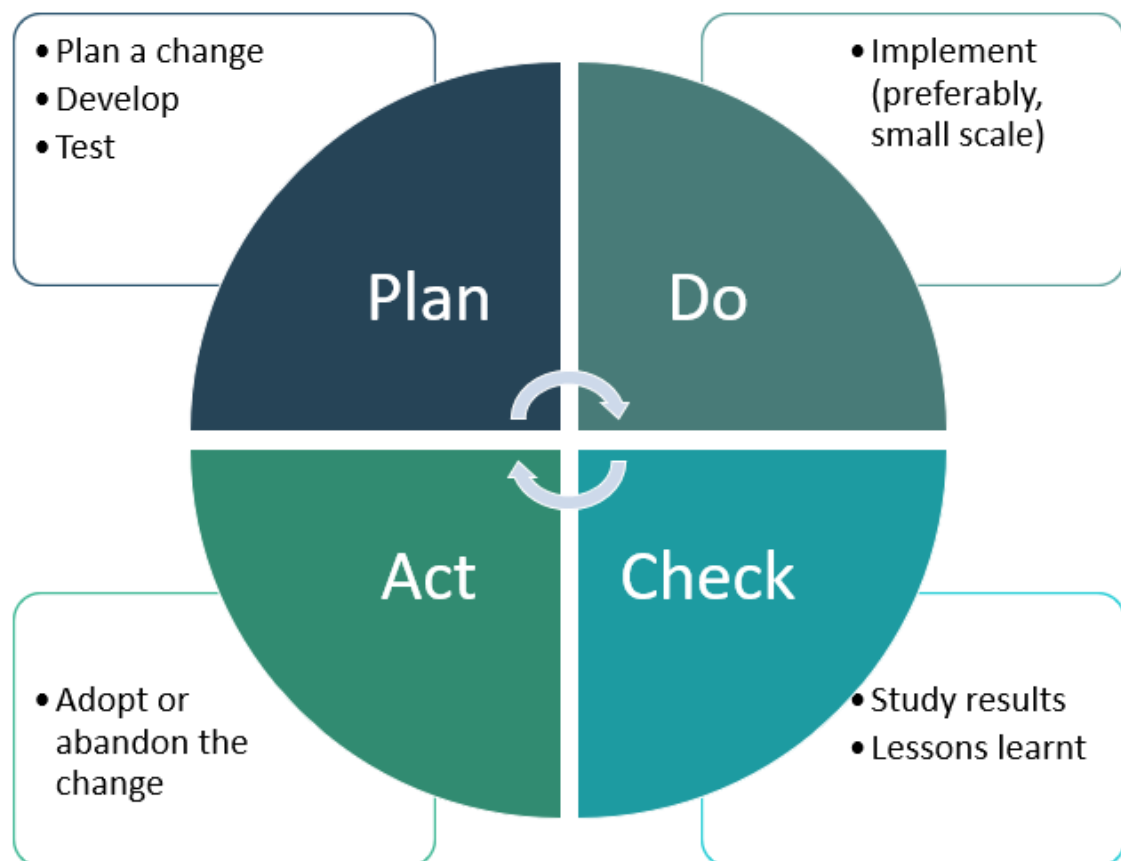 • Plan a change
• Develop
• Test
• Implement
(preferably,
small scale)
Plan
Do
Act
Check
• Adopt or
abandon the
change
• Study results
• Lessons learnt